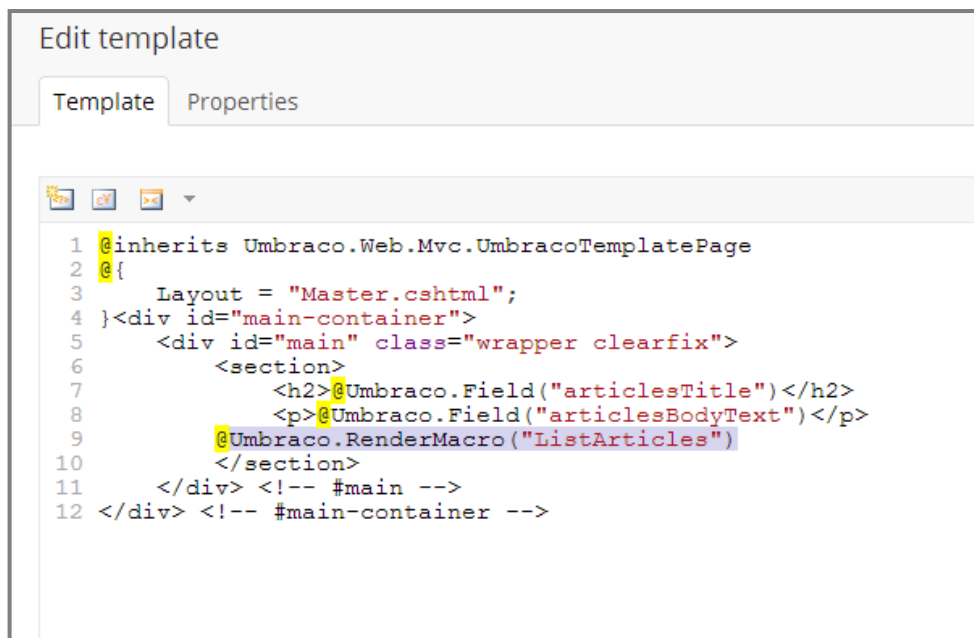 Edit template
Template Properties
1 @inherits Umbraco.Web.Mvc.UmbracoTemplatePage
2 @{
3     Layout = "Master.cshtml";
4 }<div id="main-container">
5     <div id="main" class="wrapper clearfix">
6         <section>
7             <h2>@Umbraco.Field("articlesTitle")</h2>
8             <p>@Umbraco.Field("articlesBodyText")</p>
9         @Umbraco.RenderMacro("ListArticles")
10         </section>
11     </div> <!-- #main -->
12 </div> <!-- #main-container -->